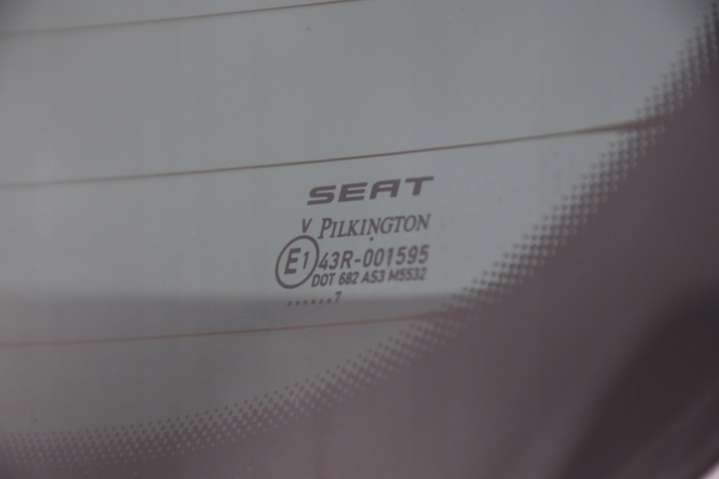 SEAT
V PILKINGTON
E1 43R-001595
DOT 682 AS3 M5532
.......7